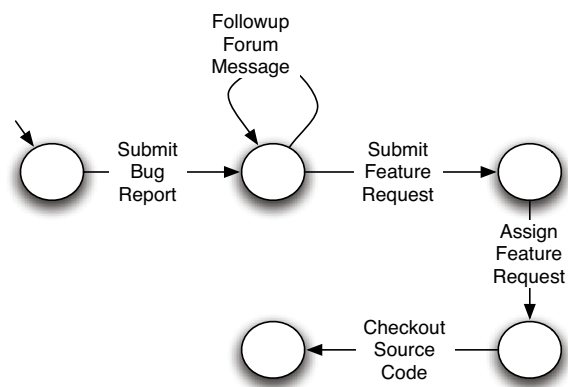 Followup
Forum
Message
Submit
Bug
Report
Submit
Feature
Request
Assign
Feature
Request
Checkout
Source
Code